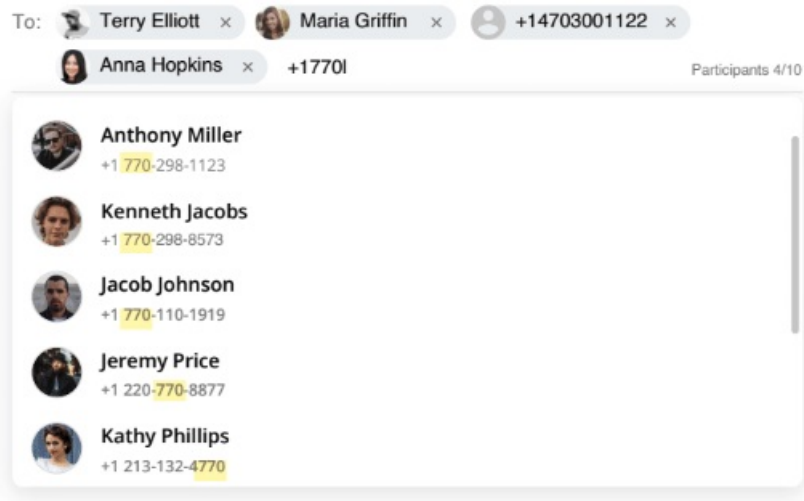 To: Terry Elliott × Maria Griffin × +14703001122 ×
Anna Hopkins × +1770 Participants 4/10
Anthony Miller
+1 770-298-1123
Kenneth Jacobs
+1 770-298-8573
Jacob Johnson
+1 770-110-1919
Jeremy Price
+1 220-770-8877
Kathy Phillips
+1 213-132-4770